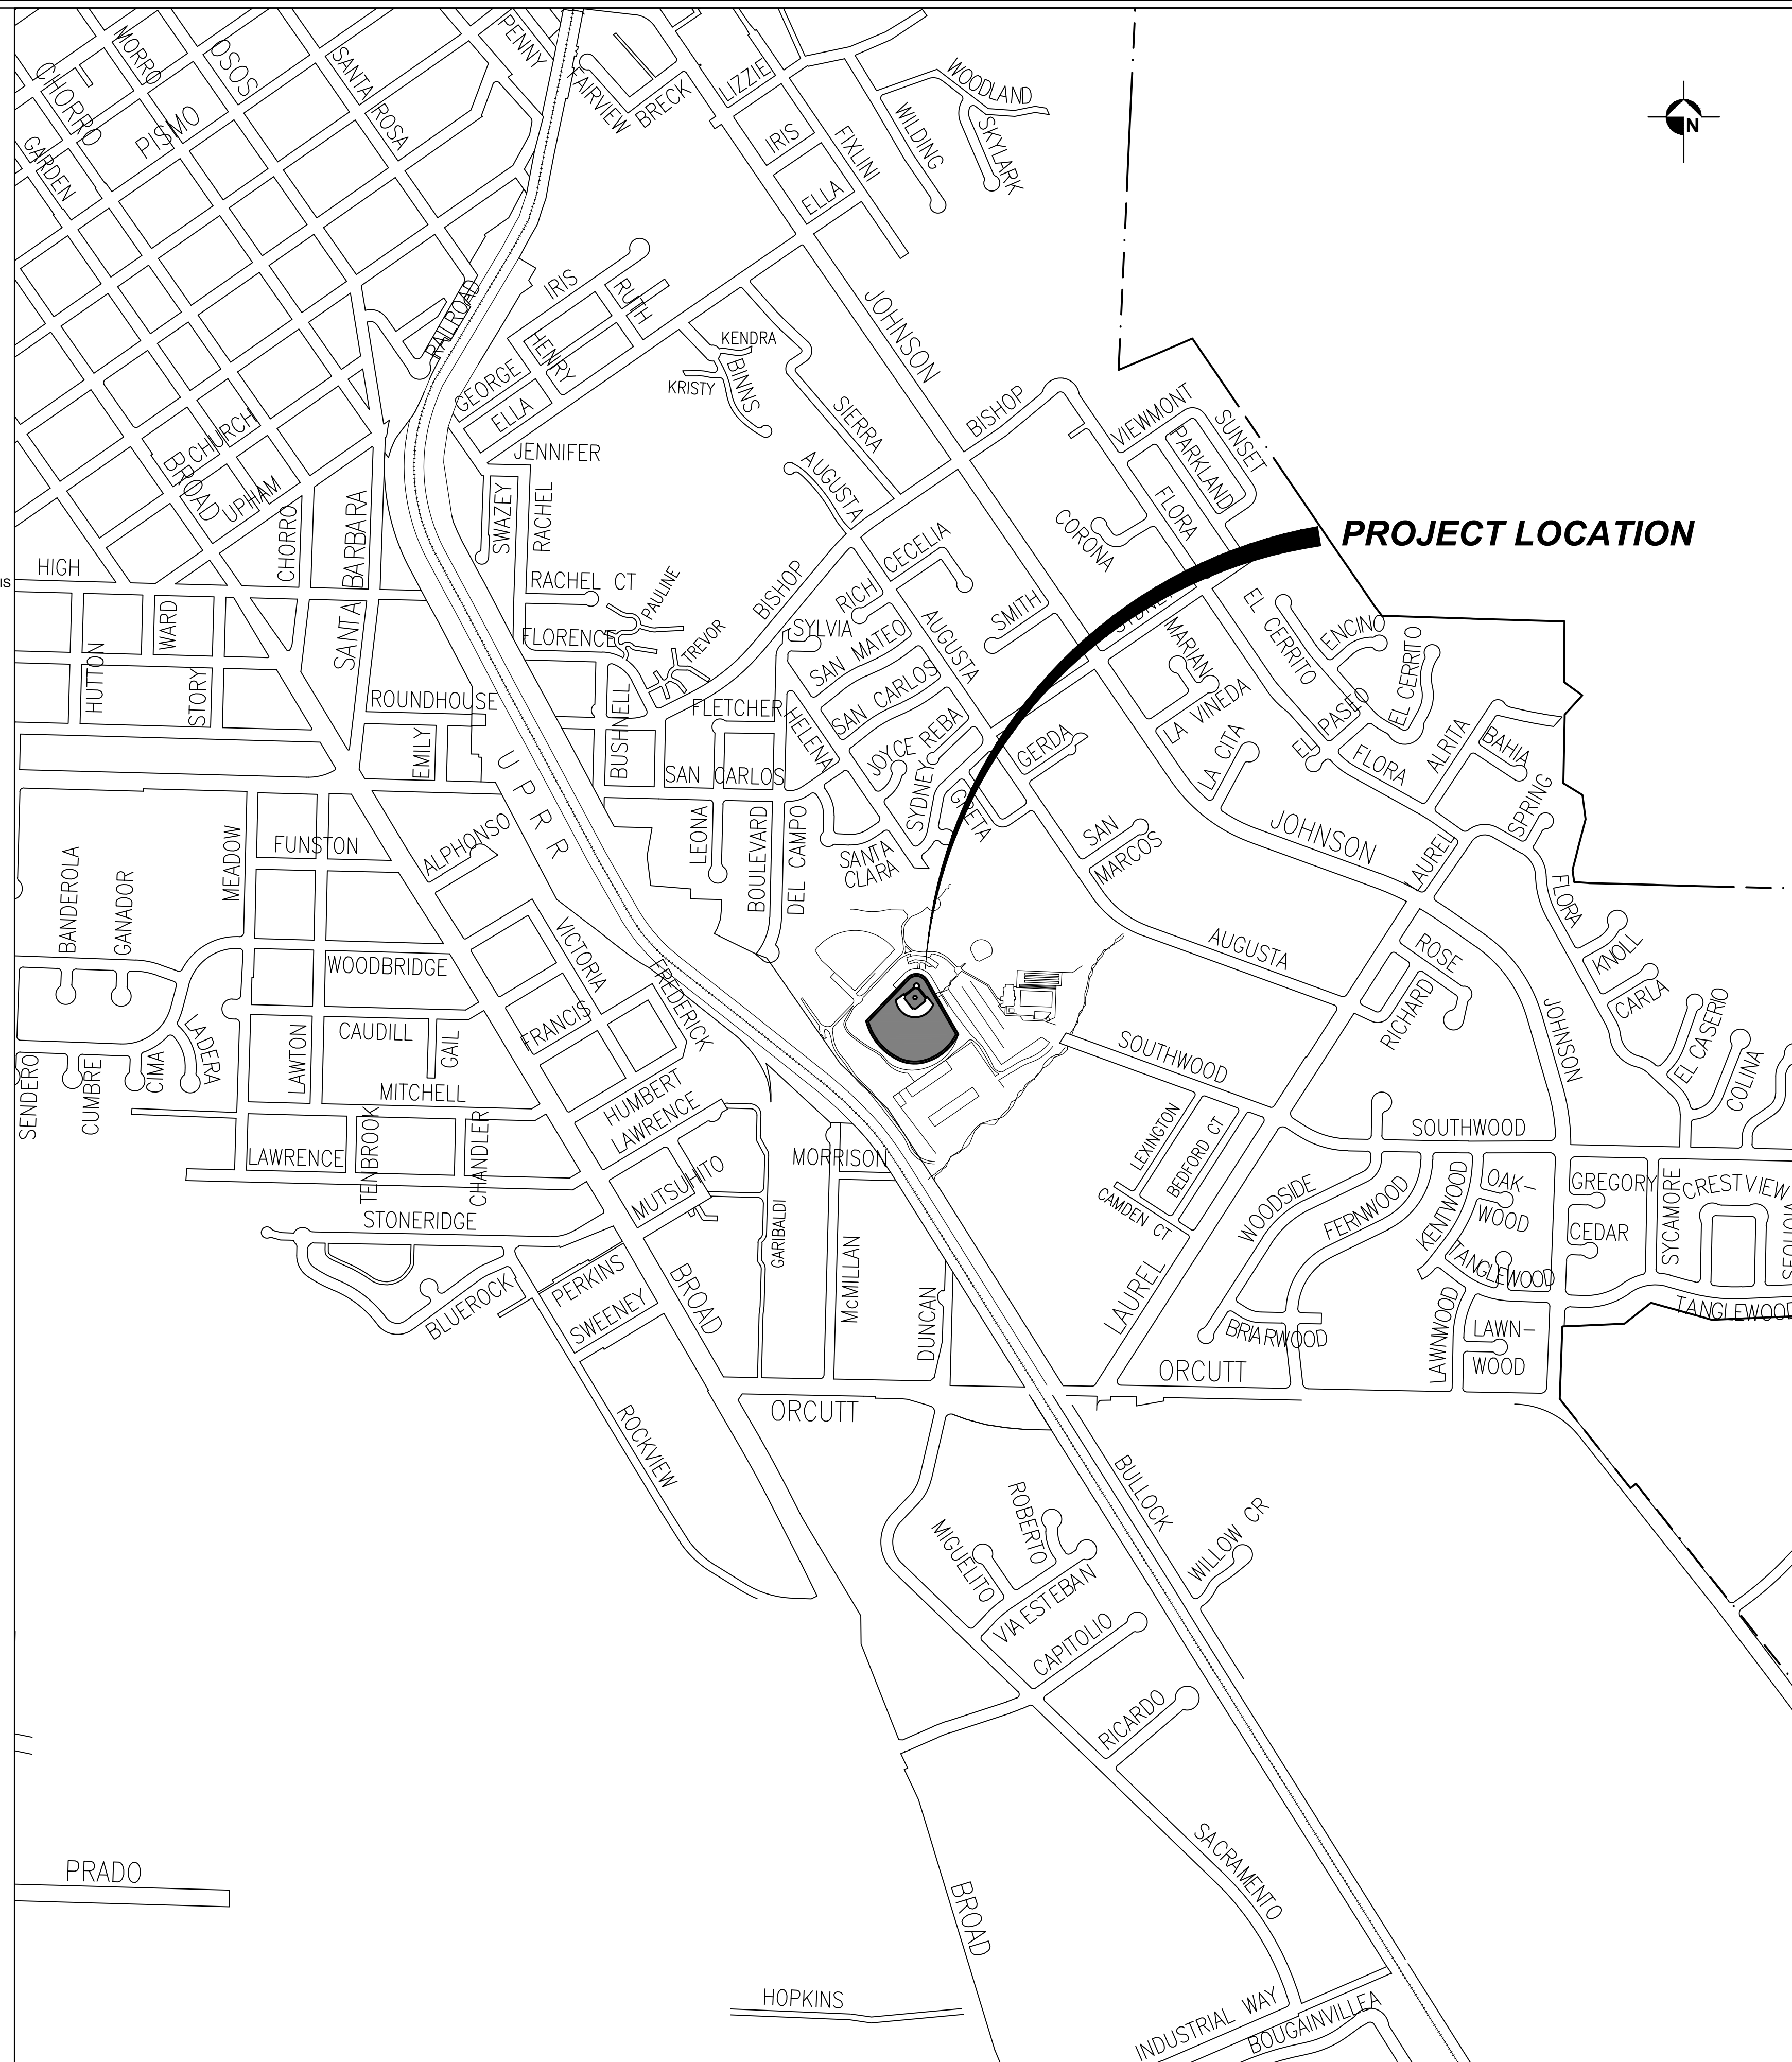 PENNY
MORRO
OSOS
SANTA
ROSA
CHORRO
PISMO
GARDEN
FAIRVIEW
BRECK
LIZZIE
IRIS
FIXLINI
ELLA
WILDING
WOODLAND
SKYLARK
N
RAILROAD
IRIS
RUTH
HENRY
GEORGE
ELLA
KENDRA
KRISTY
BINNS
JOHNSON
SIERRA
BISHOP
VIEWMONT
SUNSET
PARKLAND
FLORA
CHURCH
BROAD
UPHAM
CHORRO
SANTA BARBARA
JENNIFER
SWAZEY
RACHEL
AUGUSTA
CORONA
PROJECT LOCATION
HIGH
IS
WARD
HUTTON
STORY
RACHEL CT
PAULINE
FLORENCE
TREVOR
BISHOP
CECELIA
RICH
SYLVIA
AUGUSTA
SMITH
SYDNEY
MARIAN
EL CERRITO
ENCINO
EL CERRITO
SAN MATEO
SAN CARLOS
ROUNDHOUSE
EMILY
UPRR
BUSHNELL
FLETCHER
HELENA
JOYCE
REBA
SYDNEY
GRETA
GERDA
LA VINEDA
LA CITA
EL PASEO
FLORA
ALRITA
BAHIA
SPRING
SAN CARLOS
LEONA
BOULEVARD
DEL CAMPO
SANTA
CLARA
SAN
MARCOS
JOHNSON
LAUREL
MEADOW
FUNSTON
ALPHONSO
BANDEROLA
GANADOR
WOODBRIDGE
VICTORIA
FREDERICK
FRANCIS
AUGUSTA
ROSE
RICHARD
FLORA
KNOLL
CARLA
EL CASERIO
COLINA
JOHNSON
SENDERO
CUMBRE
CIMA
LADERA
LAWTON
CAUDILL
GAIL
MITCHELL
HUMBERT
LAWRENCE
SOUTHWOOD
LAWRENCE
TENBROOK
CHANDLER
MUTSUHITO
MORRISON
GARIBALDI
LEXINGTON
BEDFORD CT
CAMDEN CT
SOUTHWOOD
WOODSIDE
FERNWOOD
KENTWOOD
OAK-
WOOD
GREGORY
CEDAR
SYCAMORE
CRESTVIEW
SEQUOIA
STONERIDGE
BLUEROCK
PERKINS
SWEENEY
BROAD
McMILLAN
DUNCAN
LAUREL
BRIARWOOD
TANGLEWOOD
LAWNWOOD
LAWN-
WOOD
TANGLEWOOD
ORCUTT
ORCUTT
ROCKVIEW
BULLOCK
WILLOW CR
MIGUELITO
ROBERTO
VIA ESTEBAN
CAPITOLIO
RICARDO
SACRAMENTO
PRADO
BROAD
HOPKINS
INDUSTRIAL WAY
BOUGAINVILLEA